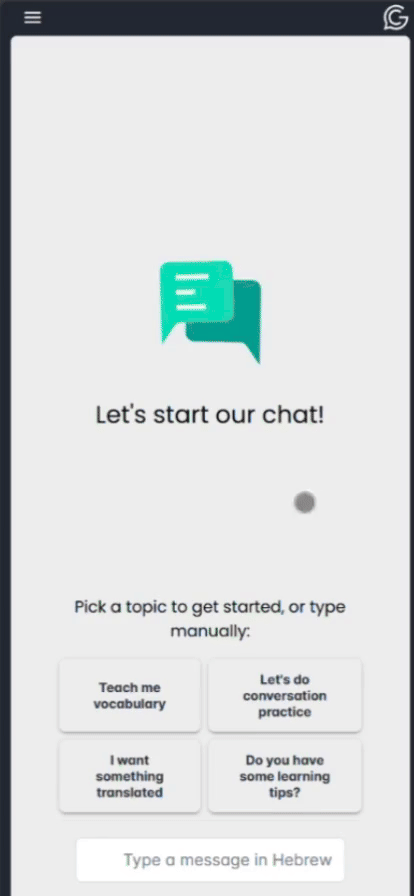 Let's start our chat!
Pick a topic to get started, or type
manually:
Teach me
vocabulary
Let's do
conversation
practice
I want
something
translated
Do you have
some learning
tips?
Type a message in Hebrew